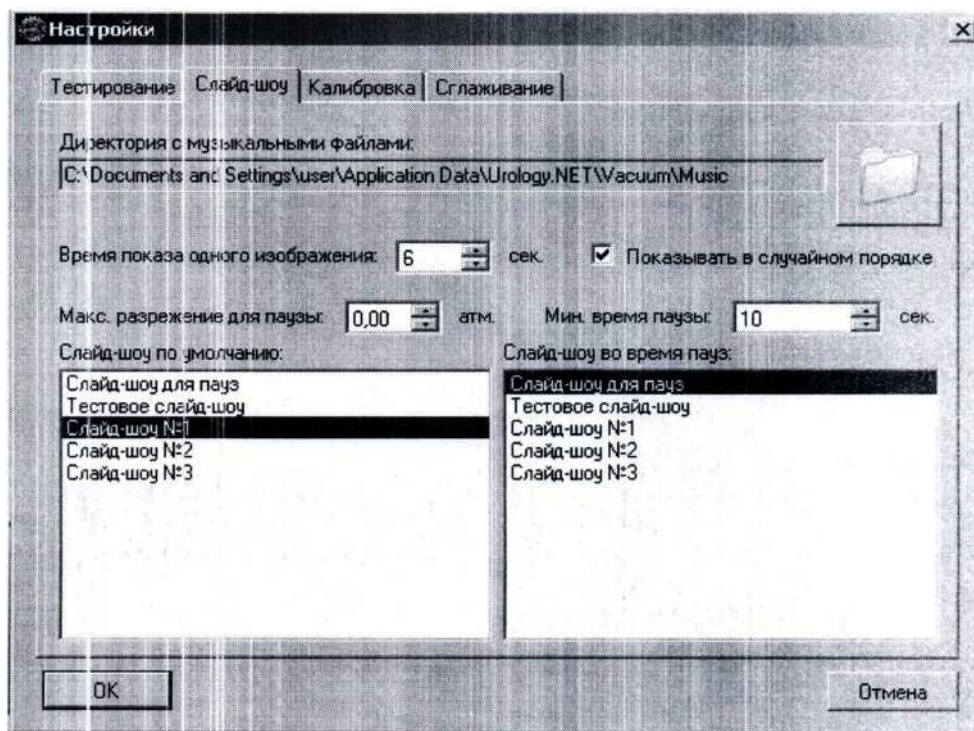 Настройки
Тестирование Слайд-шоу Калибровка Сглаживание
Директория с музыкальными файлами:
C:\Documents and Settings\user\Application Data\Urology.NET\Vacuum\Music
Время показа одного изображения: 6 сек. Показывать в случайном порядке
Макс. разрежение для паузы: 0,00 атм. Мин. время паузы: 10 сек.
Слайд-шоу по умолчанию: Слайд-шоу во время пауз:
Слайд-шоу для пауз Слайд-шоу для пауз
Тестовое слайд-шоу Тестовое слайд-шоу
Слайд-шоу №1 Слайд-шоу №1
Слайд-шоу №2 Слайд-шоу №2
Слайд-шоу №3 Слайд-шоу №3
OK Отмена